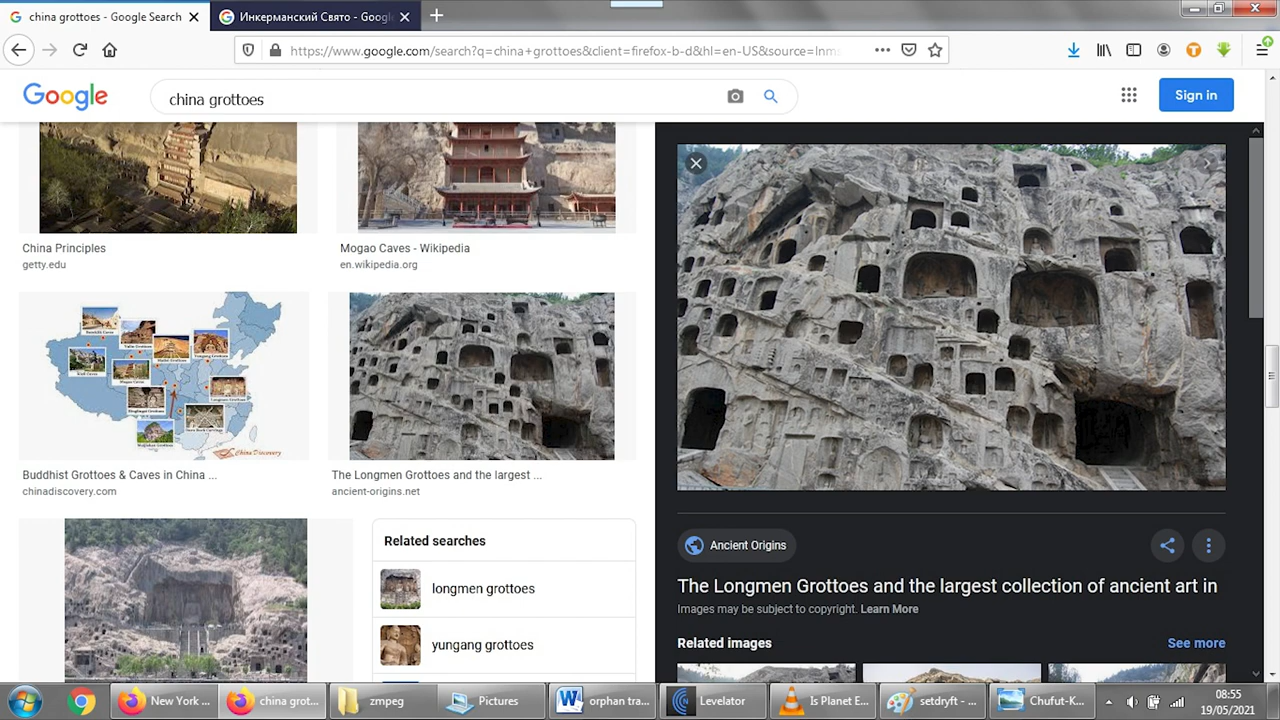 china grottoes - Google Search
Инкерманский Свято - Google
https://www.google.com/search?q=china+grottoes&client=firefox-b-d&hl=en-US&source=lnms
Google
china grottoes
Sign in
China Principles
getty.edu
Mogao Caves - Wikipedia
en.wikipedia.org
China Discovery
Buddhist Grottoes & Caves in China ...
chinadiscovery.com
The Longmen Grottoes and the largest ...
ancient-origins.net
Related searches
longmen grottoes
yungang grottoes
Ancient Origins
The Longmen Grottoes and the largest collection of ancient art in
Images may be subject to copyright. Learn More
Related images
See more
New York ...
china grot...
zmpeg
Pictures
orphan tra...
Levelator
Is Planet E...
setdryft - ...
Chufut-K...
08:55
19/05/2021